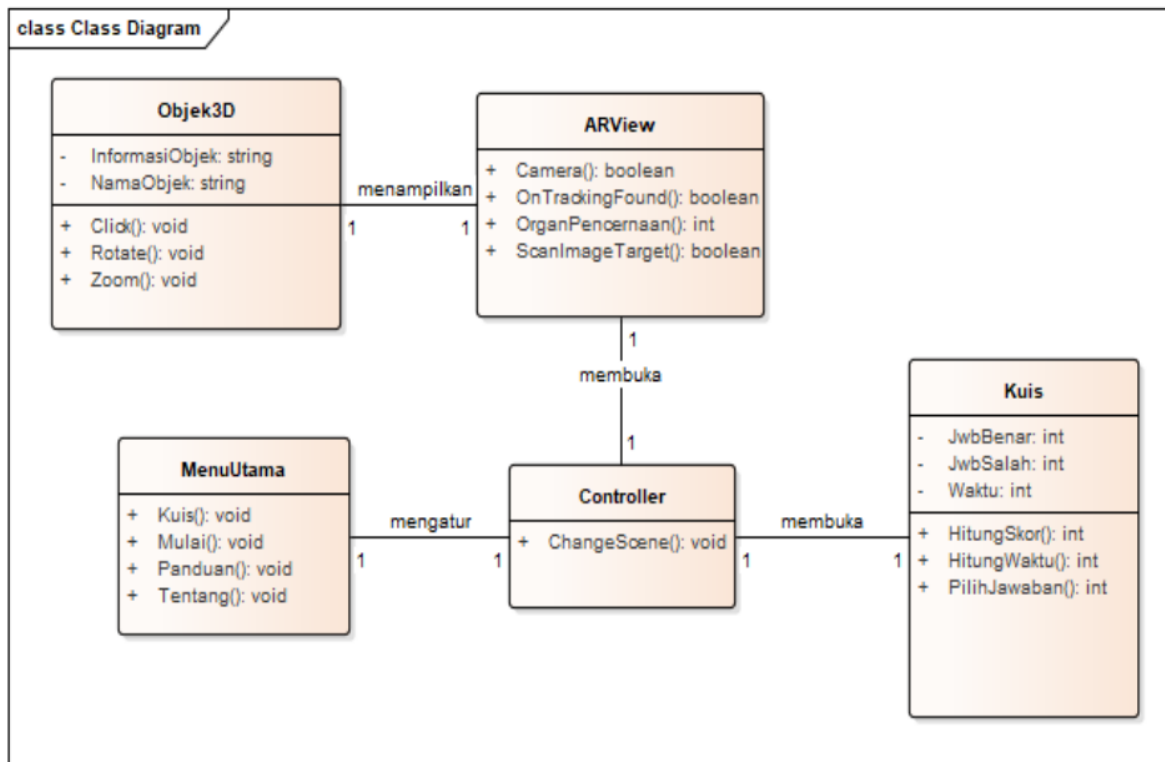 class Class Diagram
Objek3D
- InformasiObjek: string
- NamaObjek: string
+ Click(): void
+ Rotate(): void
+ Zoom(): void
menampilkan
1
1
ARView
+ Camera(): boolean
+ OnTrackingFound(): boolean
+ OrganPencernaan(): int
+ ScanImageTarget(): boolean
1
membuka
1
MenuUtama
+ Kuis(): void
+ Mulai(): void
+ Panduan(): void
+ Tentang(): void
mengatur
1
1
Controller
+ ChangeScene(): void
membuka
1
1
Kuis
- JwbBenar: int
- JwbSalah: int
- Waktu: int
+ HitungSkor(): int
+ HitungWaktu(): int
+ PilihJawaban(): int